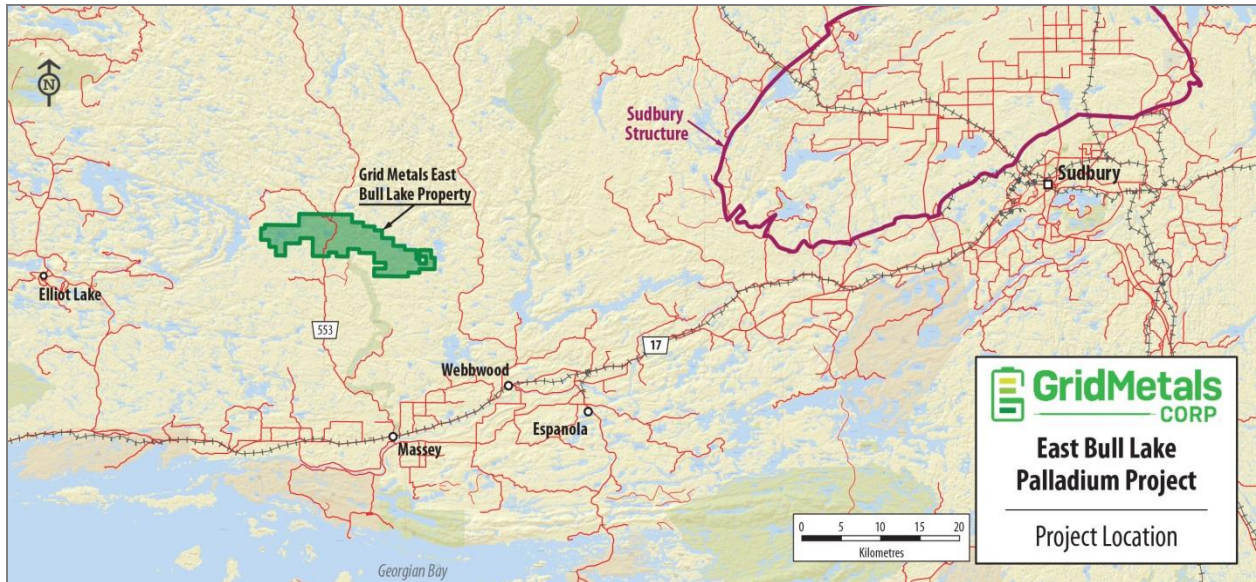 N
Sudbury
Structure
Sudbury
Grid Metals East
Bull Lake Property
Elliot Lake
553
17
Webbwood
Espanola
Massey
Georgian Bay
GridMetals
CORP
East Bull Lake
Palladium Project
Project Location
0 5 10 15 20
Kilometres